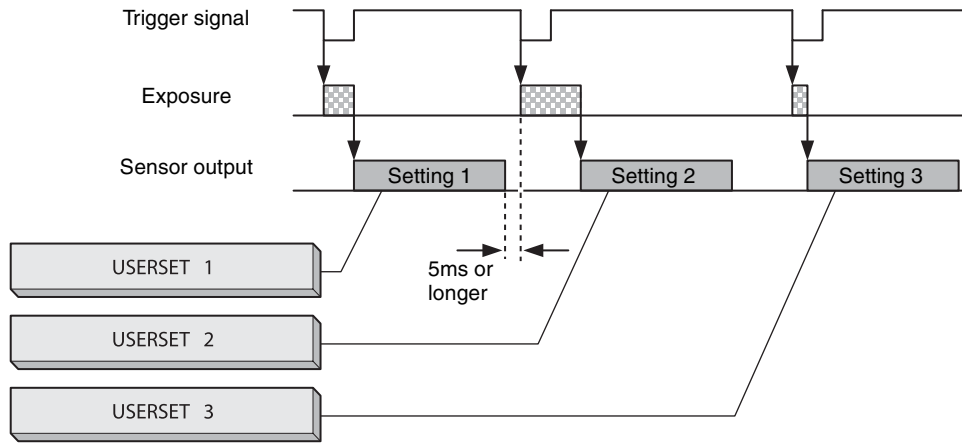 Trigger signal
Exposure
Sensor output
Setting 1
Setting 2
Setting 3
USERSET 1
5ms or
longer
USERSET 2
USERSET 3